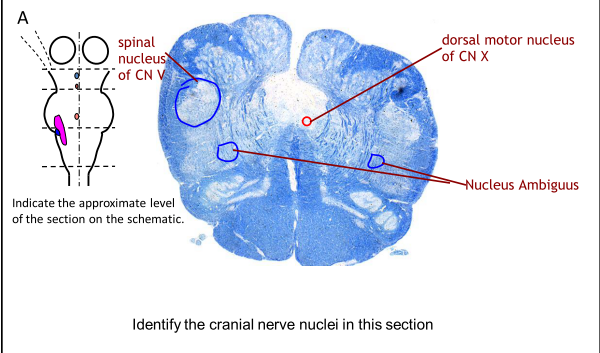 A
spinal
nucleus
of CN V
dorsal motor nucleus
of CN X
Nucleus Ambiguus
Indicate the approximate level
of the section on the schematic.
Identify the cranial nerve nuclei in this section